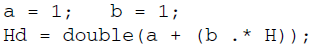 a = 1;   b = 1;
Hd = double(a + (b .* H));